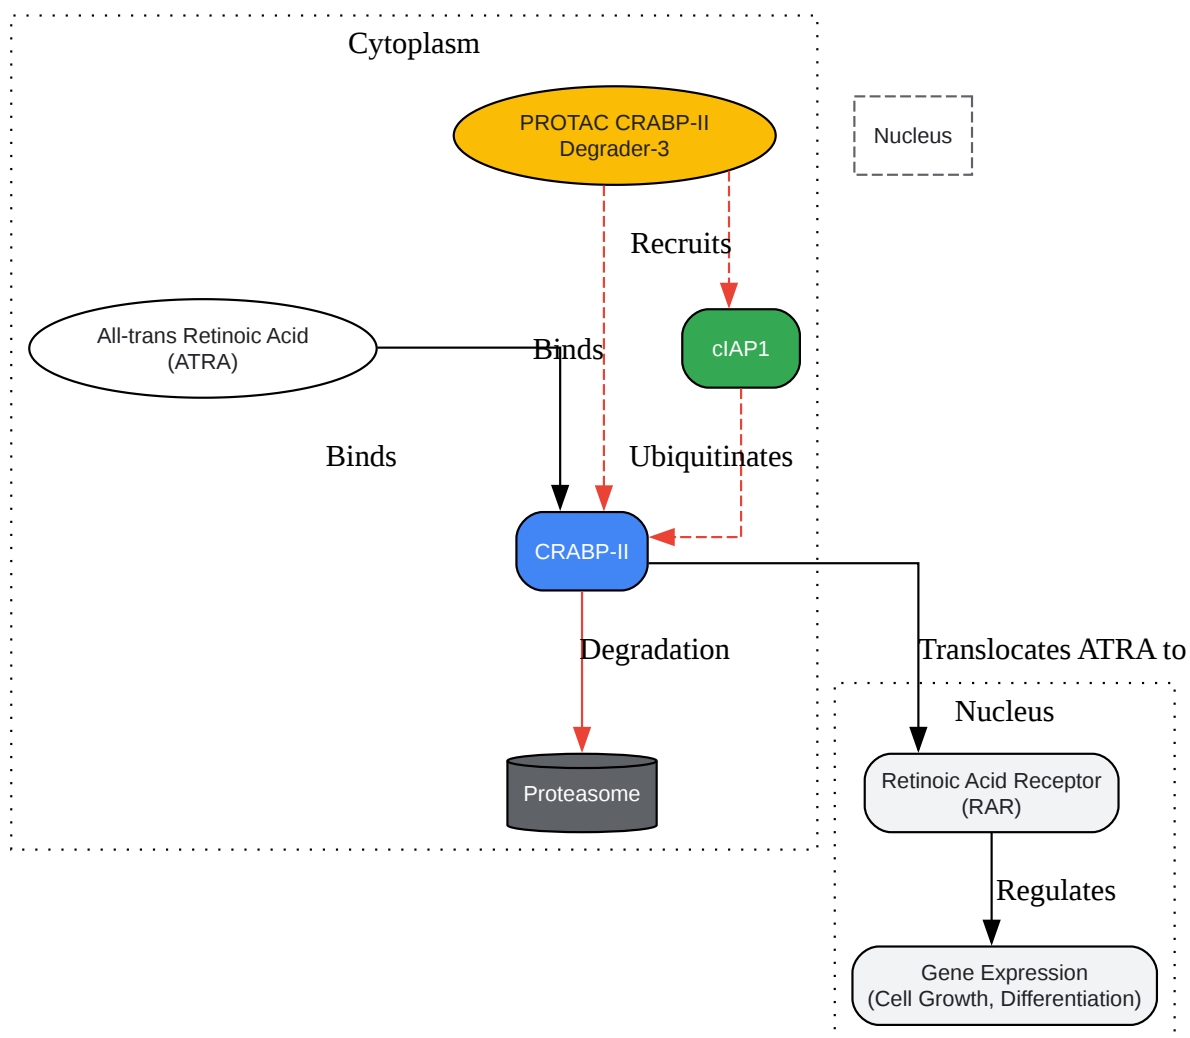 Cytoplasm
PROTAC CRABP-II
Degrader-3
Nucleus
Recruits
All-trans Retinoic Acid
(ATRA)
Binds
cIAP1
Binds
Ubiquitinates
CRABP-II
Degradation
Translocates ATRA to
Nucleus
Proteasome
Retinoic Acid Receptor
(RAR)
Regulates
Gene Expression
(Cell Growth, Differentiation)